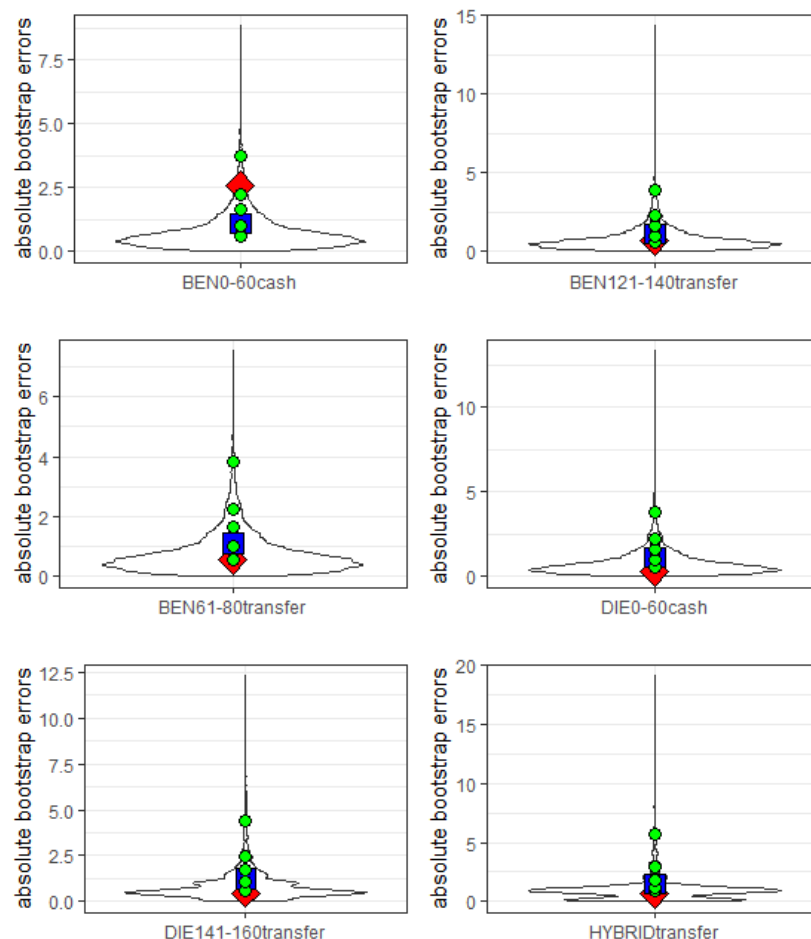 absolute bootstrap errors
7.5
5.0
2.5
0.0
BEN0-60cash
absolute bootstrap errors
15
10
5
0
BEN121-140transfer
absolute bootstrap errors
6
4
2
0
BEN61-80transfer
absolute bootstrap errors
10
5
0
DIE0-60cash
absolute bootstrap errors
12.5
10.0
7.5
5.0
2.5
0.0
DIE141-160transfer
absolute bootstrap errors
20
15
10
5
0
HYBRIDtransfer